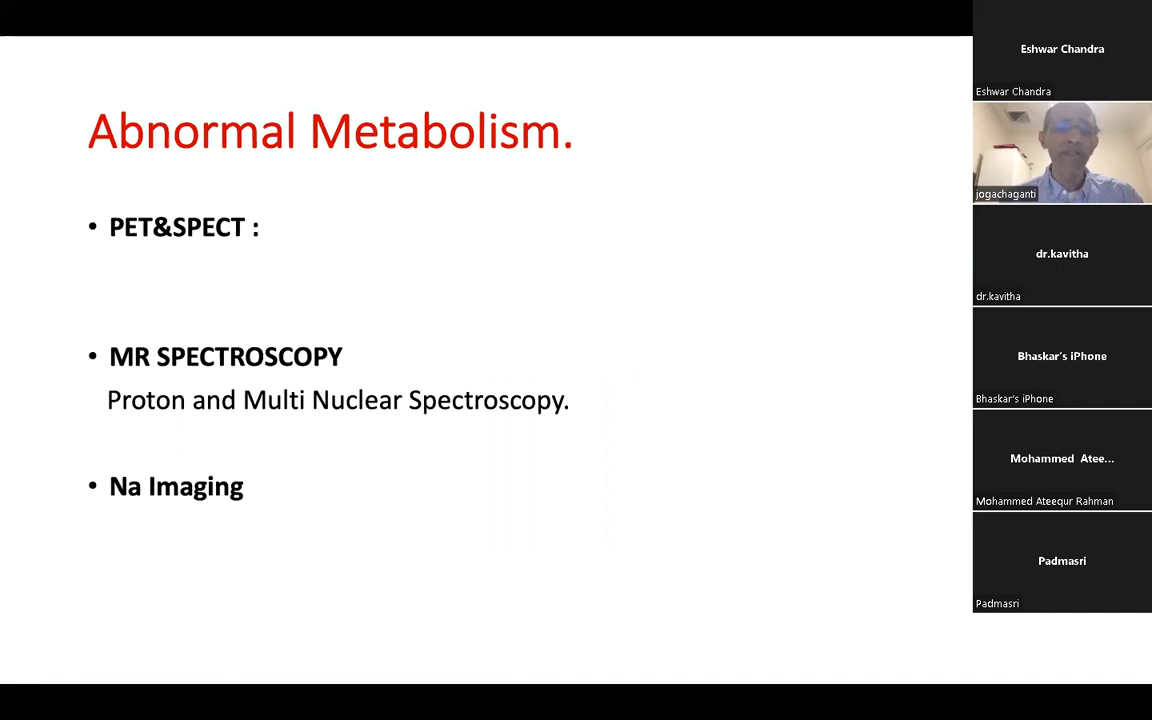 Abnormal Metabolism.
• PET&SPECT :
• MR SPECTROSCOPY
Proton and Multi Nuclear Spectroscopy.
• Na Imaging
Eshwar Chandra
Eshwar Chandra
jogachaganti
dr.kavitha
dr.kavitha
Bhaskar's iPhone
Bhaskar's iPhone
Mohammed Atee...
Mohammed Ateequr Rahman
Padmasri
Padmasri